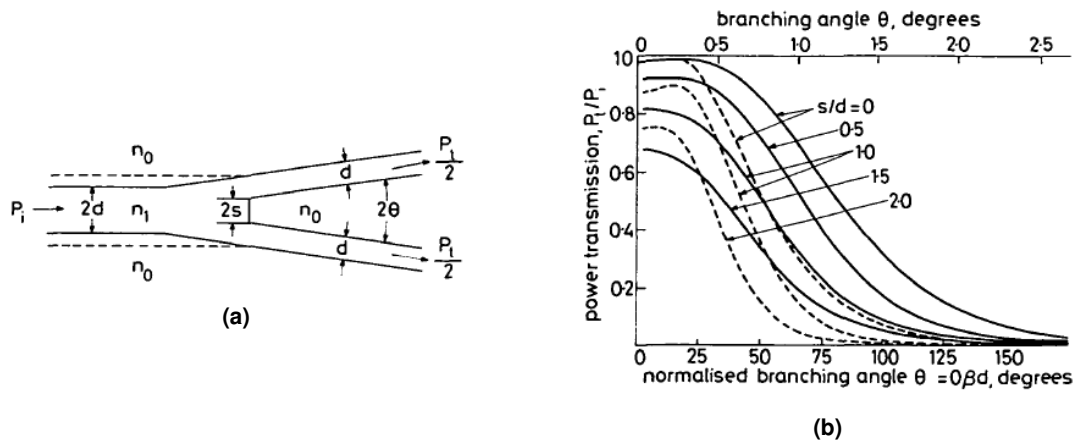 n0
P1
2
d
Pi
2d
n1
2s
n0
2θ
d
P1
2
n0
(a)
branching angle θ, degrees
0 0·5 1·0 1·5 2·0 2·5
power transmission, P1/Pi
1·0
0·8
0·6
0·4
0·2
s/d=0
0·5
1·0
1·5
2·0
0 25 50 75 100 125 150
normalised branching angle θ =θβd, degrees
(b)